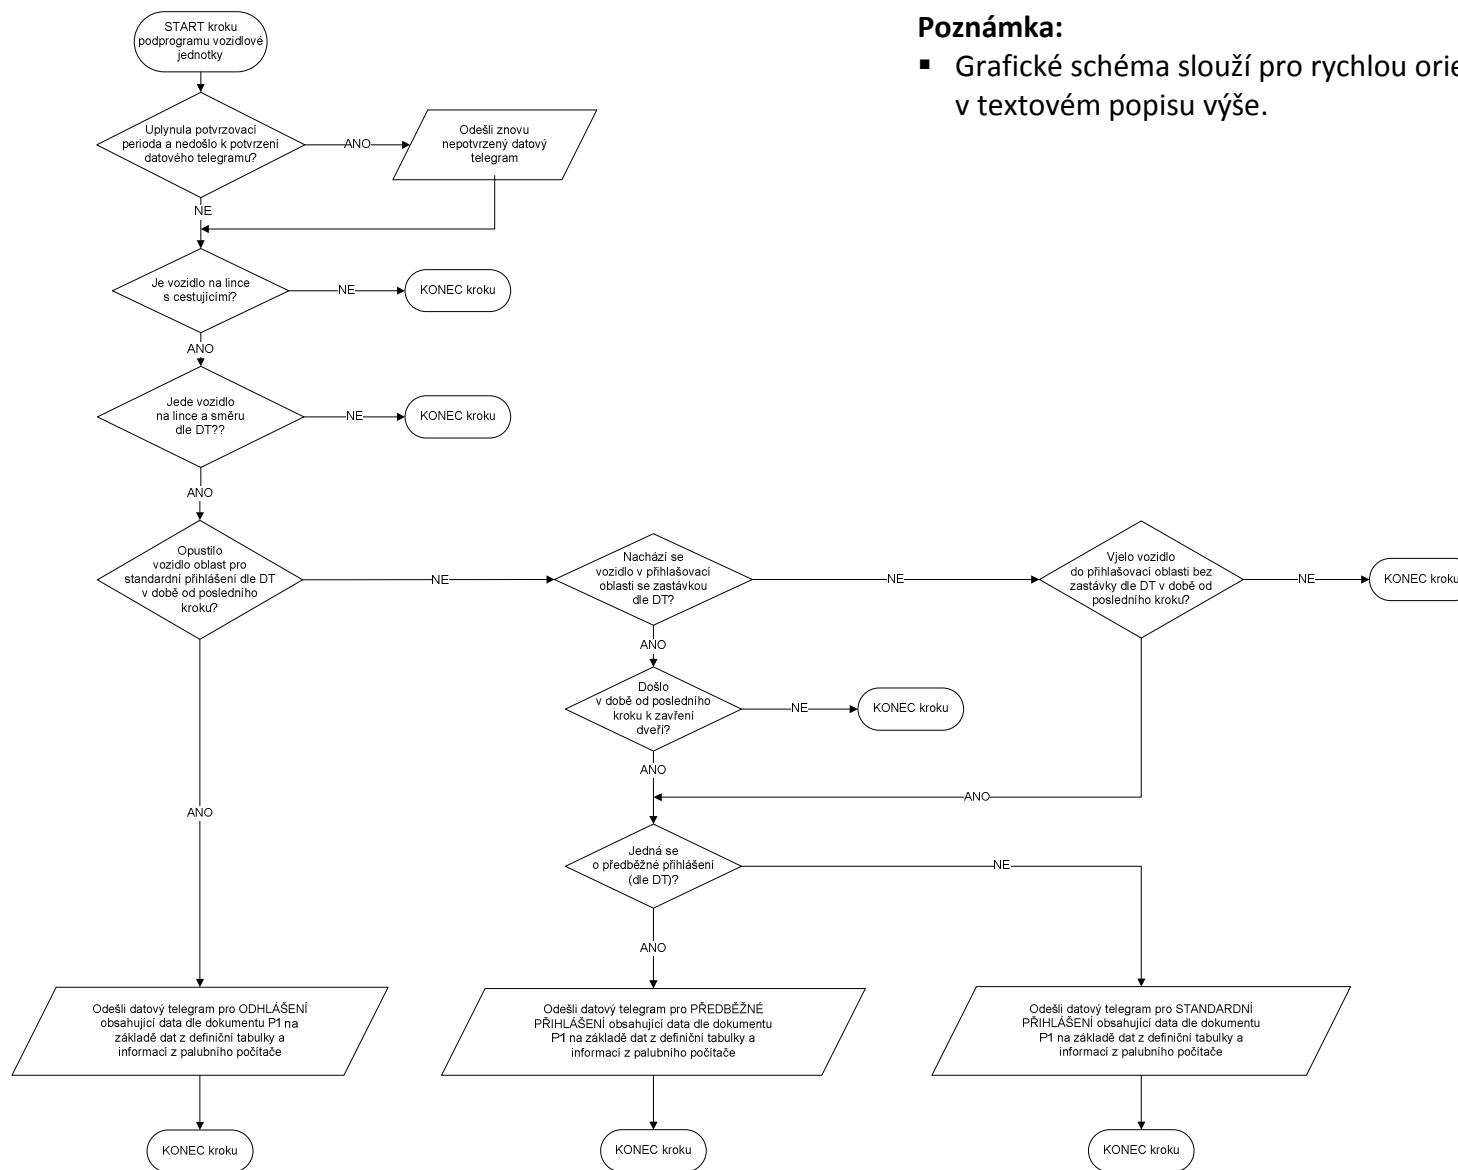 START kroku
podprogramu vozidlové
jednotky
Poznámka:
▪ Grafické schéma slouží pro rychlou
v textovém popisu výše.
Uplynula potvrzovací
perioda a nedošlo k potvrzení
datového telegramu?
ANO
Odešli znovu
nepotvrzený datový
telegram
NE
Je vozidlo na lince
s cestujícími?
NE
KONEC kroku
ANO
Jede vozidlo
na lince a směru
dle DT??
NE
KONEC kroku
ANO
Opustilo
vozidlo oblast pro
standardní přihlášení dle DT
v době od posledního
kroku?
NE
Nachází se
vozidlo v přihlašovací
oblasti se zastávkou
dle DT?
NE
Vjelo vozidlo
do přihlašovací oblasti bez
zastávky dle DT v době od
posledního kroku?
NE
KONEC kroku
ANO
Došlo
v době od posledního
kroku k zavření
dveří?
NE
KONEC kroku
ANO
ANO
ANO
Jedná se
o předběžné přihlášení
(dle DT)?
NE
ANO
Odešli datový telegram pro ODHLÁŠENÍ
obsahující data dle dokumentu P1 na
základě dat z definiční tabulky a
informací z palubního počítače
Odešli datový telegram pro PŘEDBĚŽNÉ
PŘIHLÁŠENÍ obsahující data dle dokumentu
P1 na základě dat z definiční tabulky a
informací z palubního počítače
Odešli datový telegram pro STANDARDNÍ
PŘIHLÁŠENÍ obsahující data dle dokumentu
P1 na základě dat z definiční tabulky a
informací z palubního počítače
KONEC kroku
KONEC kroku
KONEC kroku